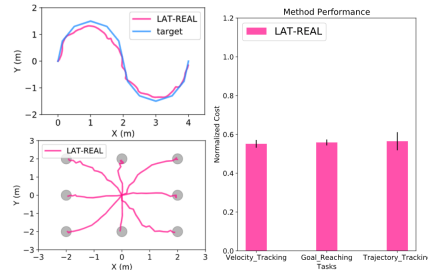 LAT-REAL
target
Y (m)
2
1
0
−1
−2
0
1
2
3
4
X (m)
LAT-REAL
Y (m)
3
2
1
0
−1
−2
−3
−3
−2
−1
0
1
2
3
X (m)
Method Performance
LAT-REAL
Normalized Cost
1.2
1.0
0.8
0.6
0.4
0.2
0.0
Velocity_Tracking
Goal_Reaching
Trajectory_Tracking
Tasks